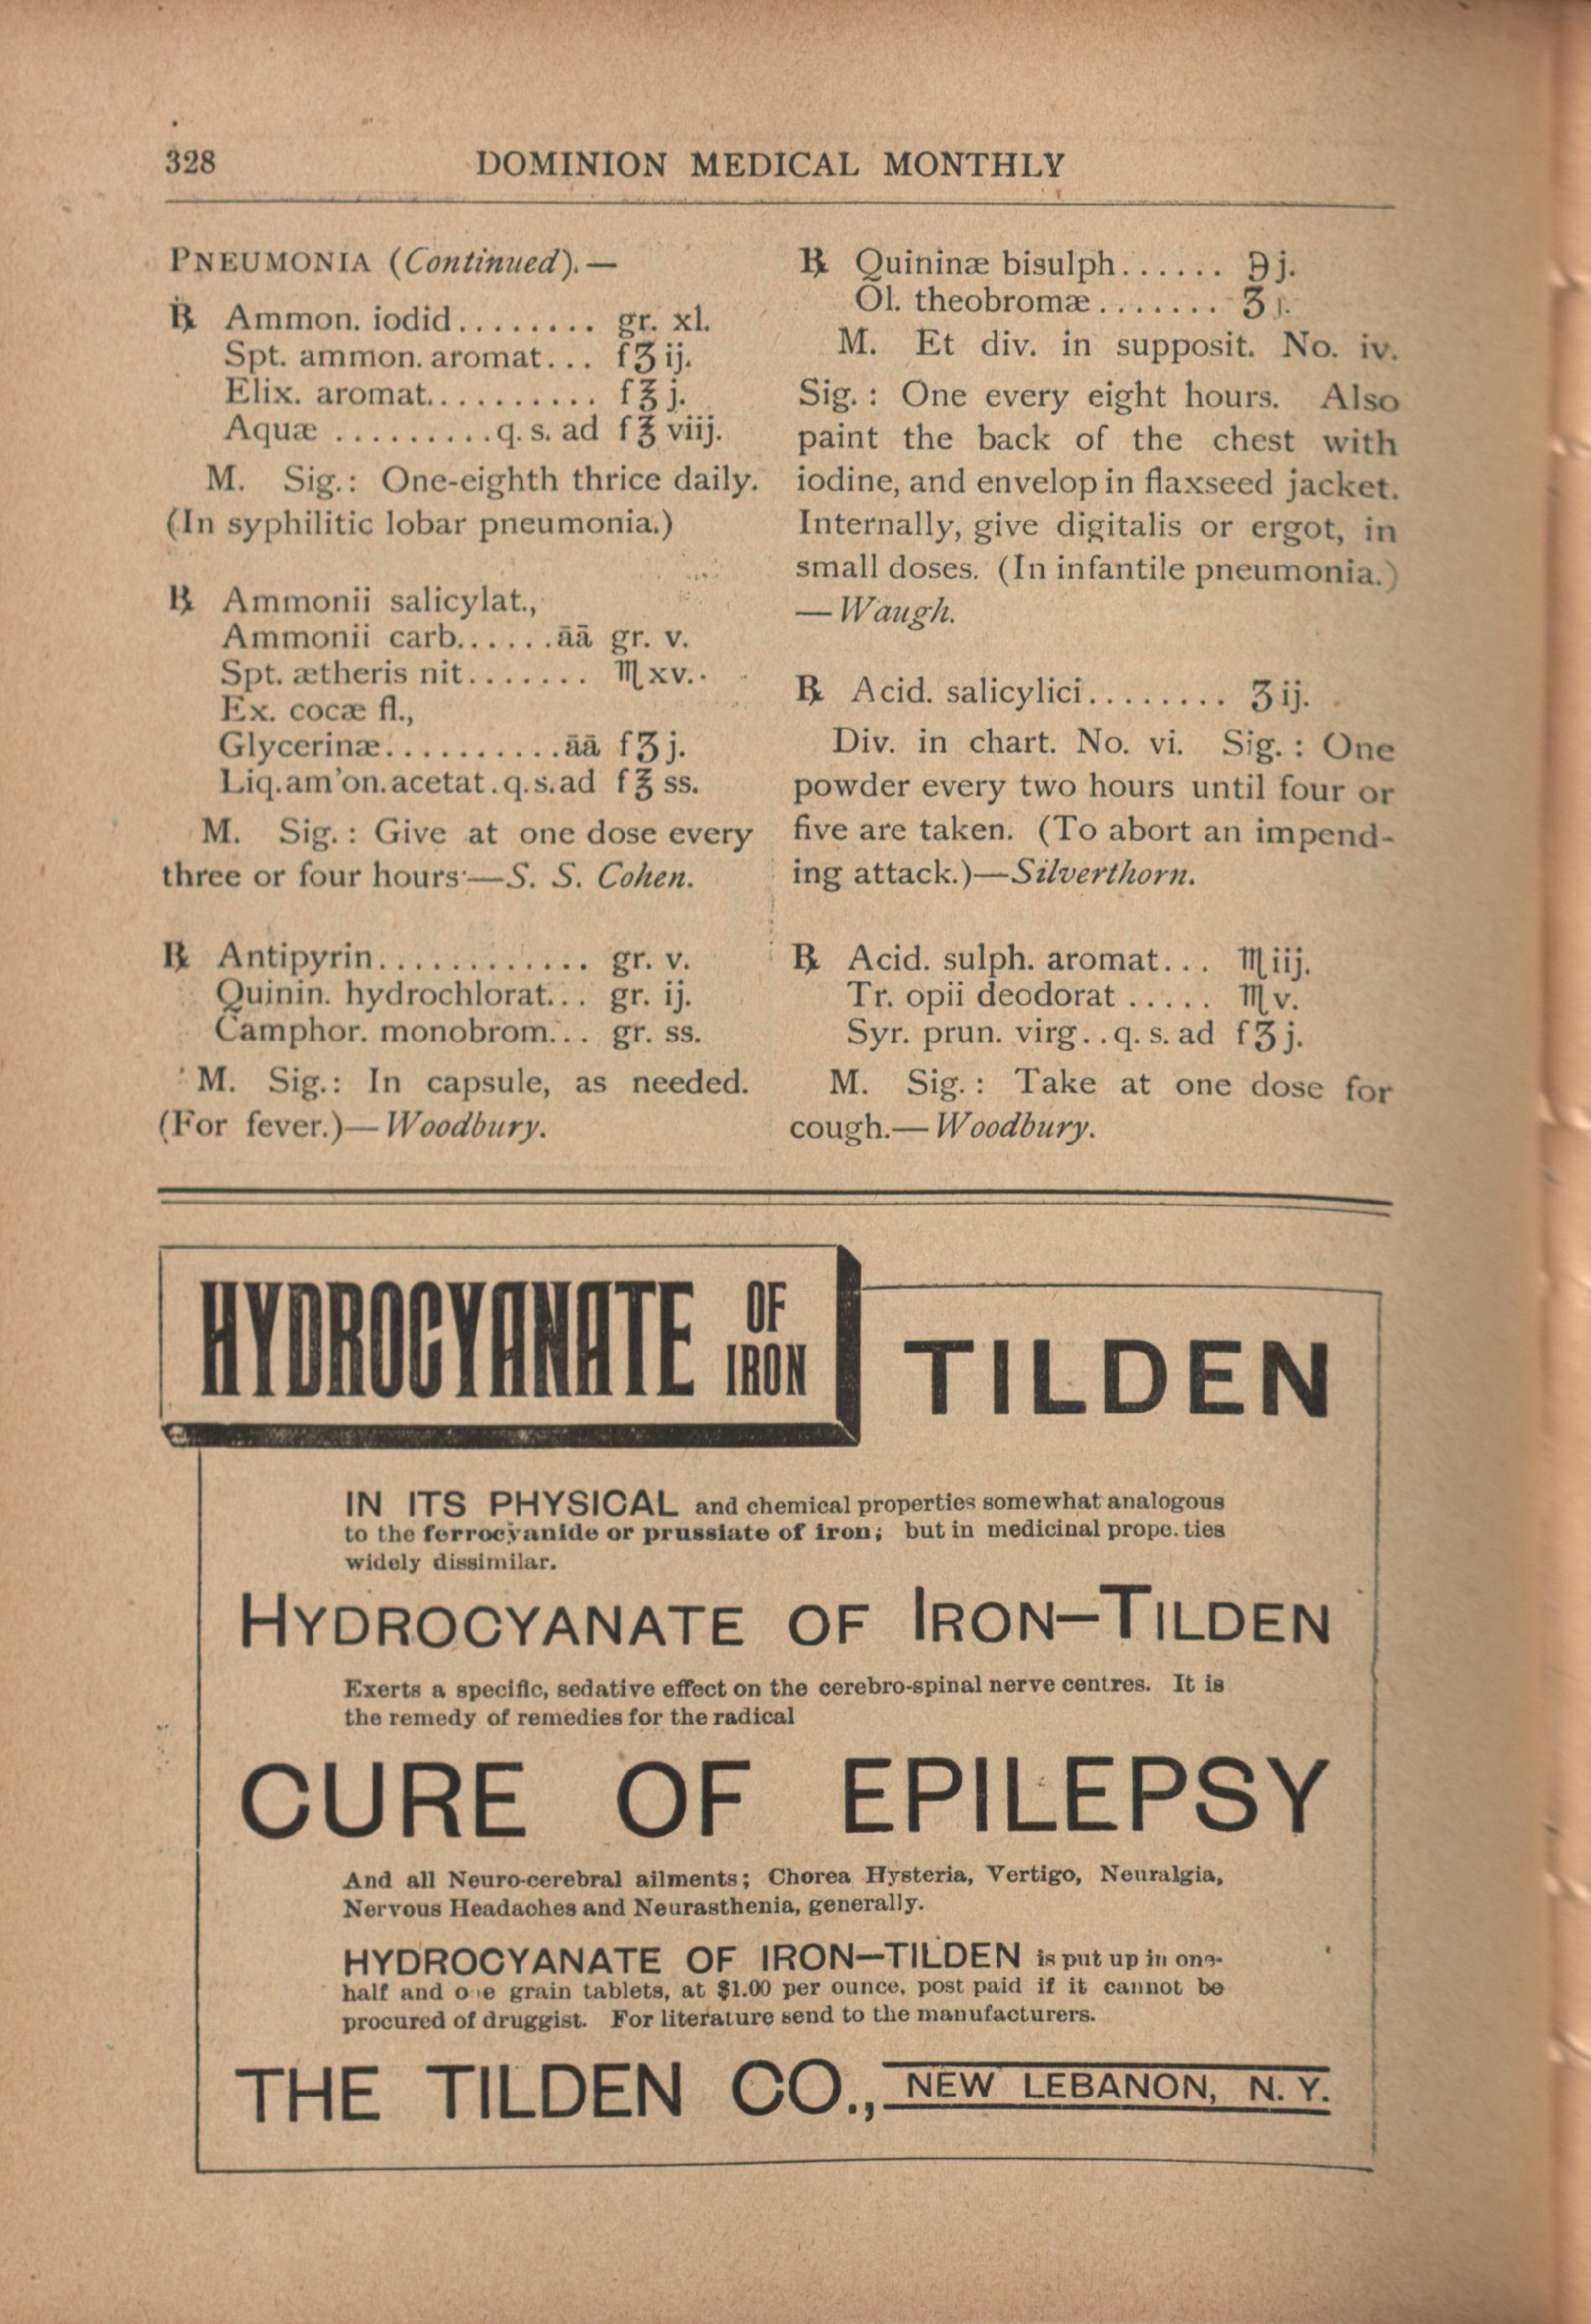 328 DOMINION MEDICAL MONTHLY
PNEUMONIA (Continued).—
℞ Ammon. iodid........ gr. xl.
Spt. ammon. aromat... fʒ ij.
Elix. aromat.......... f℥ j.
Aquæ .........q. s. ad f℥ viij.
M. Sig.: One-eighth thrice daily.
(In syphilitic lobar pneumonia.)
℞ Ammonii salicylat.,
Ammonii carb......āā gr. v.
Spt. ætheris nit....... ♏xv.
Ex. cocæ fl.,
Glycerinæ..........āā fʒ j.
Liq.am'on.acetat.q.s.ad f℥ ss.
M. Sig.: Give at one dose every
three or four hours—S. S. Cohen.
℞ Antipyrin............ gr. v.
Quinin. hydrochlorat... gr. ij.
Camphor. monobrom... gr. ss.
M. Sig.: In capsule, as needed.
(For fever.)—Woodbury.
℞ Quininæ bisulph...... ℈j.
Ol. theobromæ....... ʒj.
M. Et div. in supposit. No. iv.
Sig.: One every eight hours. Also
paint the back of the chest with
iodine, and envelop in flaxseed jacket.
Internally, give digitalis or ergot, in
small doses. (In infantile pneumonia.)
—Waugh.
℞ Acid. salicylici........ ʒij.
Div. in chart. No. vi. Sig.: One
powder every two hours until four or
five are taken. (To abort an impend-
ing attack.)—Silverthorn.
℞ Acid. sulph. aromat... ♏iij.
Tr. opii deodorat ..... ♏v.
Syr. prun. virg..q. s. ad fʒj.
M. Sig.: Take at one dose for
cough.—Woodbury.
HYDROCYANATE OF IRON TILDEN
IN ITS PHYSICAL and chemical properties somewhat analogous
to the ferrocyanide or prussiate of iron; but in medicinal prope.ties
widely dissimilar.
HYDROCYANATE OF IRON—TILDEN
Exerts a specific, sedative effect on the cerebro-spinal nerve centres. It is
the remedy of remedies for the radical
CURE OF EPILEPSY
And all Neuro-cerebral ailments; Chorea Hysteria, Vertigo, Neuralgia,
Nervous Headaches and Neurasthenia, generally.
HYDROCYANATE OF IRON—TILDEN is put up in one-
half and one grain tablets, at $1.00 per ounce, post paid if it cannot be
procured of druggist. For literature send to the manufacturers.
THE TILDEN CO., NEW LEBANON, N. Y.